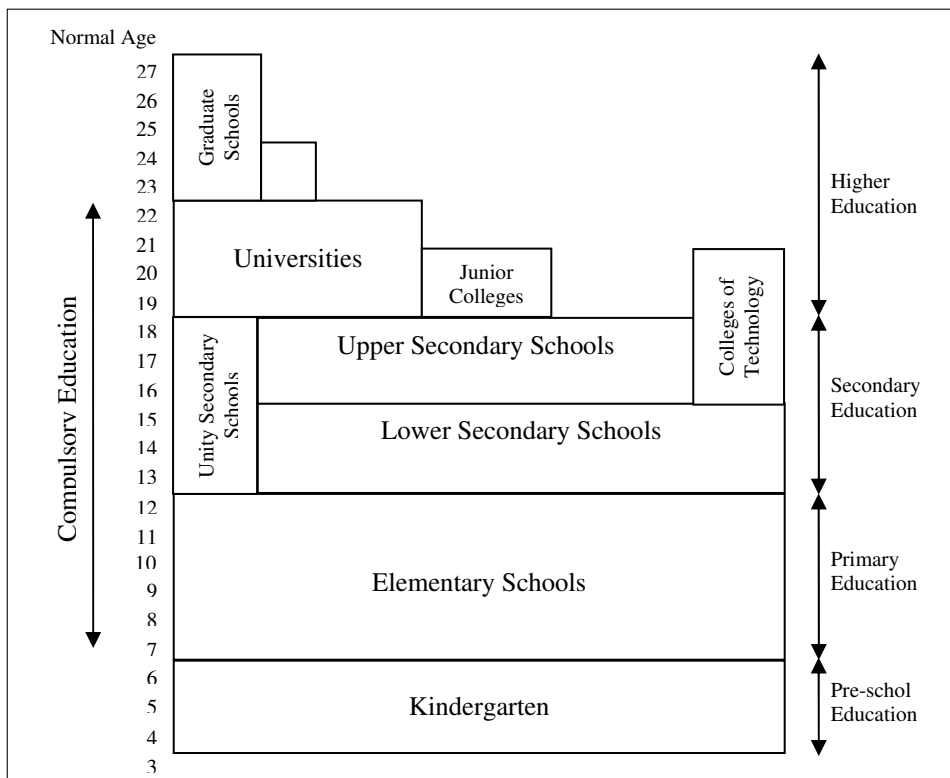 Normal Age
27
26
25
24
23
22
21
20
19
18
17
16
15
14
13
12
11
10
9
8
7
6
5
4
3
Compulsory Education
Graduate
Schools
Universities
Junior
Colleges
Colleges of
Technology
Unity Secondary
Schools
Upper Secondary Schools
Lower Secondary Schools
Elementary Schools
Kindergarten
Higher
Education
Secondary
Education
Primary
Education
Pre-schol
Education